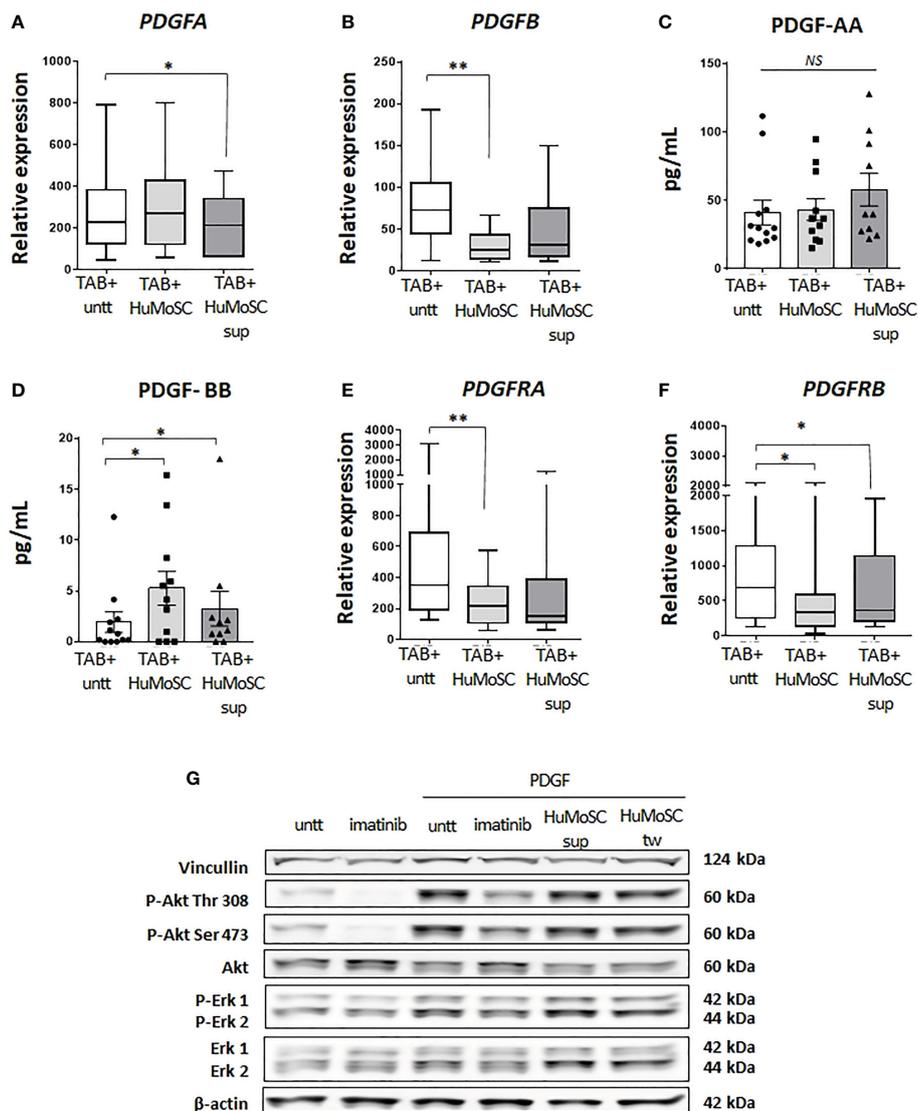 A
PDGFA
Relative expression
1000
800
600
400
200
0
*
TAB+ TAB+ TAB+
untt HuMoSC HuMoSC
sup
B
PDGFB
Relative expression
250
200
150
100
50
0
**
TAB+ TAB+ TAB+
untt HuMoSC HuMoSC
sup
C
PDGF-AA
pg/mL
150
100
50
0
NS
TAB+ TAB+ TAB+
untt HuMoSC HuMoSC
sup
D
PDGF- BB
pg/mL
20
15
10
5
0
*
*
TAB+ TAB+ TAB+
untt HuMoSC HuMoSC
sup
E
PDGFRA
Relative expression
4000
3000
2000
1000
1000
800
600
400
200
0
**
TAB+ TAB+ TAB+
untt HuMoSC HuMoSC
sup
F
PDGFRB
Relative expression
4000
3000
2000
2000
1500
1000
500
0
*
*
TAB+ TAB+ TAB+
untt HuMoSC HuMoSC
sup
G
PDGF
untt imatinib untt imatinib HuMoSC HuMoSC
sup tw
Vincullin 124 kDa
P-Akt Thr 308 60 kDa
P-Akt Ser 473 60 kDa
Akt 60 kDa
P-Erk 1 42 kDa
P-Erk 2 44 kDa
Erk 1 42 kDa
Erk 2 44 kDa
β-actin 42 kDa